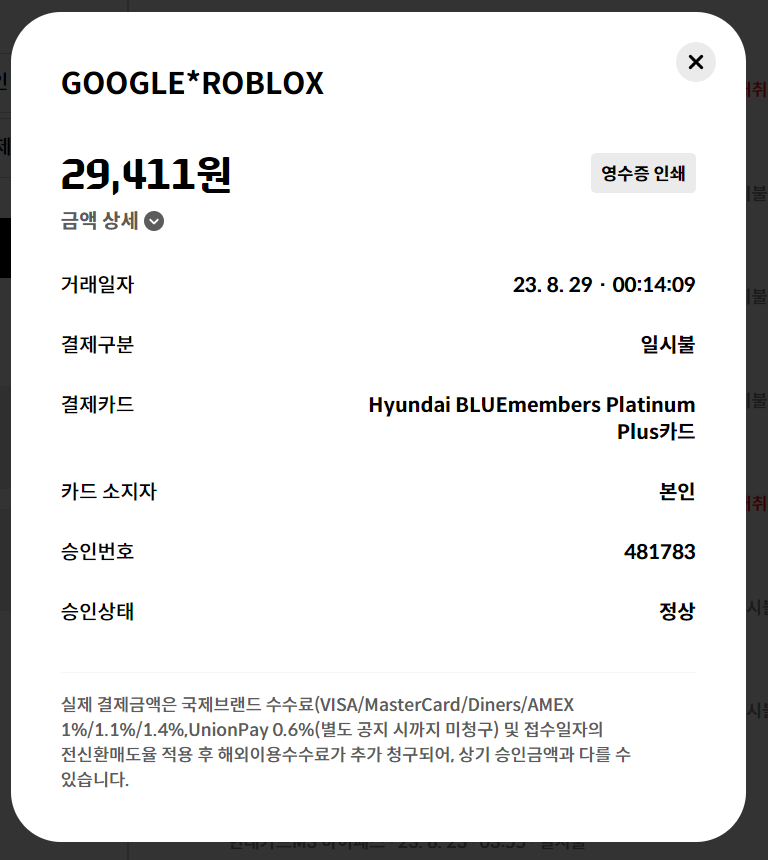 GOOGLE*ROBLOX
29,411원
영수증 인쇄
금액 상세
거래일자
23. 8. 29 · 00:14:09
결제구분
일시불
결제카드
Hyundai BLUEmembers Platinum
Plus카드
카드 소지자
본인
승인번호
481783
승인상태
정상
실제 결제금액은 국제브랜드 수수료(VISA/MasterCard/Diners/AMEX
1%/1.1%/1.4%,UnionPay 0.6%(별도 공지 시까지 미청구) 및 접수일자의
전신환매도율 적용 후 해외이용수수료가 추가 청구되어, 상기 승인금액과 다를 수
있습니다.